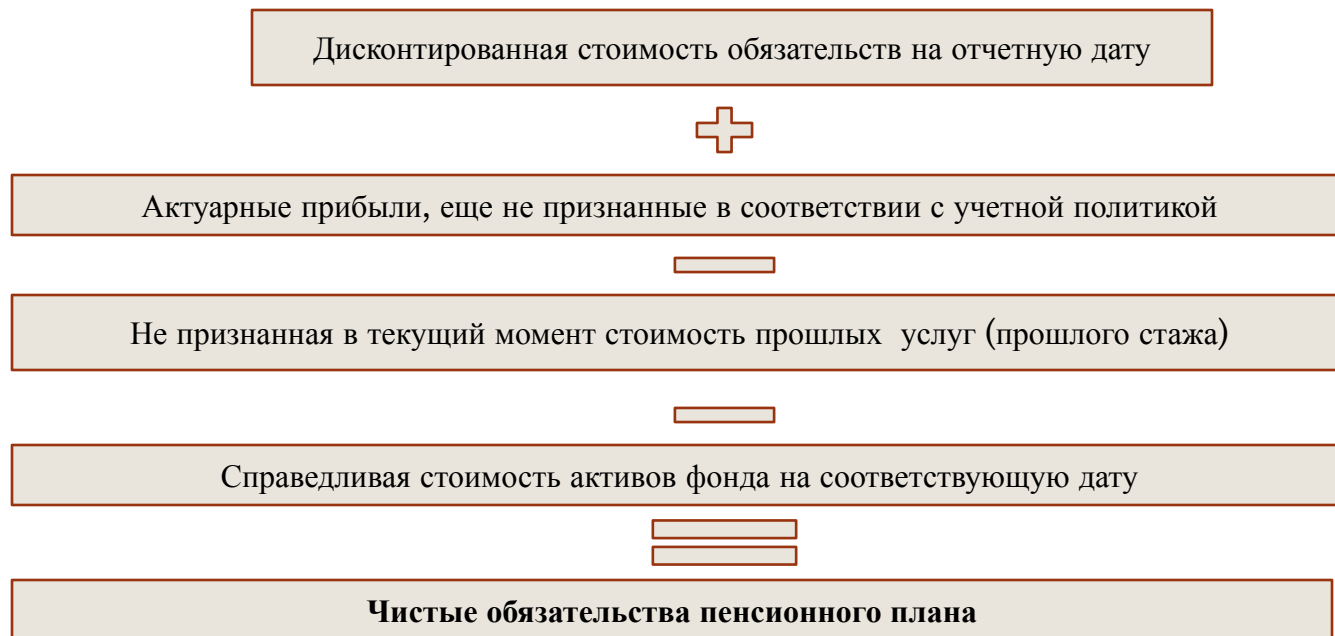 Дисконтированная стоимость обязательств на отчетную дату
Актуарные прибыли, еще не признанные в соответствии с учетной политикой
Не признанная в текущий момент стоимость прошлых услуг (прошлого стажа)
Справедливая стоимость активов фонда на соответствующую дату
Чистые обязательства пенсионного плана